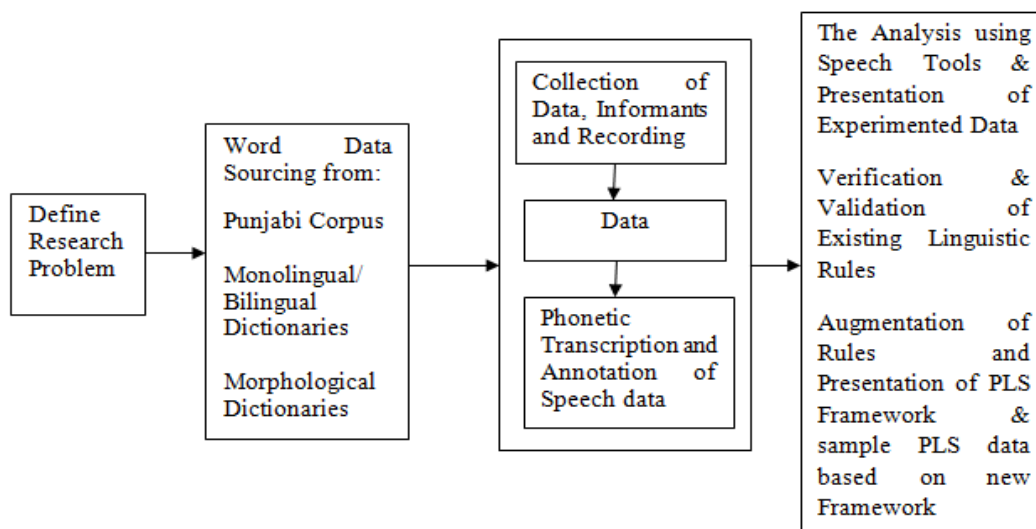 Define
Research
Problem
Word Data
Sourcing from:
Punjabi Corpus
Monolingual/
Bilingual
Dictionaries
Morphological
Dictionaries
Collection of
Data, Informants
and Recording
Data
Phonetic
Transcription and
Annotation of
Speech data
The Analysis using
Speech Tools &
Presentation of
Experimented Data
Verification &
Validation of
Existing Linguistic
Rules
Augmentation of
Rules and
Presentation of PLS
Framework &
sample PLS data
based on new
Framework